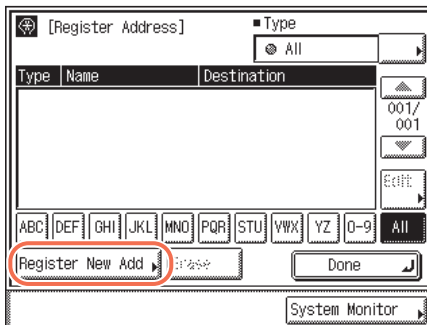 [Register Address]
■Type
All
Type Name Destination
001/
001
Edit
ABC DEF GHI JKL MNO PQR STU VWX YZ 0-9 All
Register New Add Erase Done
System Monitor